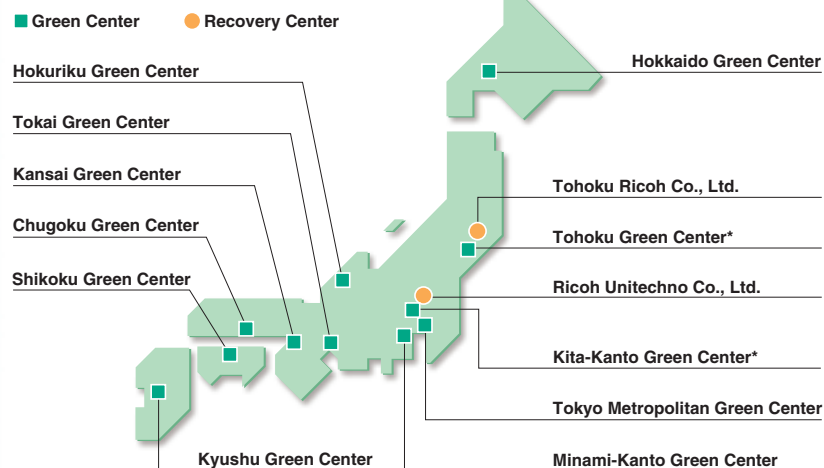 Green Center
Recovery Center
Hokuriku Green Center
Tokai Green Center
Kansai Green Center
Chugoku Green Center
Shikoku Green Center
Kyushu Green Center
Hokkaido Green Center
Tohoku Ricoh Co., Ltd.
Tohoku Green Center*
Ricoh Unitechno Co., Ltd.
Kita-Kanto Green Center*
Tokyo Metropolitan Green Center
Minami-Kanto Green Center